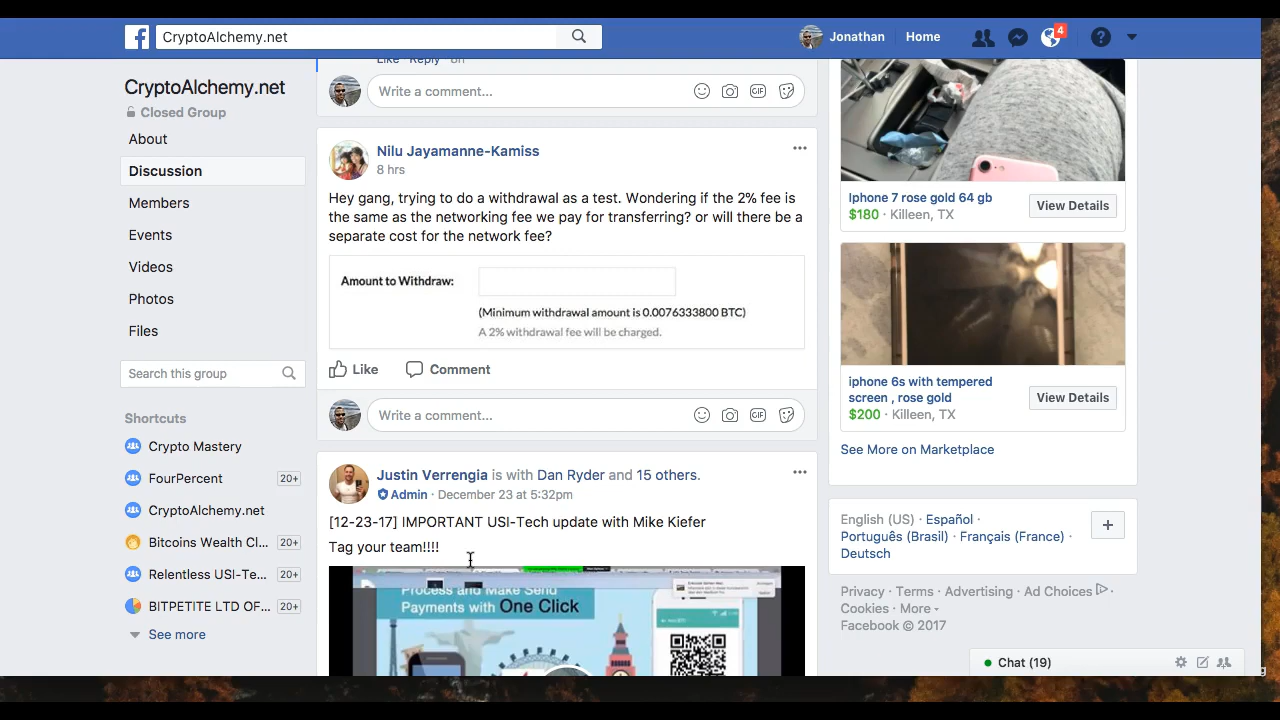 CryptoAlchemy.net
Jonathan
Home
4
CryptoAlchemy.net
Closed Group
About
Discussion
Members
Events
Videos
Photos
Files
Search this group
Shortcuts
Crypto Mastery
FourPercent 20+
CryptoAlchemy.net
Bitcoins Wealth Cl... 20+
Relentless USI-Te... 20+
BITPETITE LTD OF... 20+
See more
Like Reply 8h
Write a comment...
GIF
Nilu Jayamanne-Kamiss
8 hrs
Hey gang, trying to do a withdrawal as a test. Wondering if the 2% fee is
the same as the networking fee we pay for transferring? or will there be a
separate cost for the network fee?
Amount to Withdraw:
(Minimum withdrawal amount is 0.0076333800 BTC)
A 2% withdrawal fee will be charged.
Like Comment
Write a comment...
GIF
Justin Verrengia is with Dan Ryder and 15 others.
Admin · December 23 at 5:32pm
[12-23-17] IMPORTANT USI-Tech update with Mike Kiefer
Tag your team!!!!
Process and Make Send
Payments with One Click
Iphone 7 rose gold 64 gb
$180 · Killeen, TX
View Details
iphone 6s with tempered
screen , rose gold
$200 · Killeen, TX
View Details
See More on Marketplace
English (US) · Español ·
Português (Brasil) · Français (France) ·
Deutsch
Privacy · Terms · Advertising · Ad Choices ·
Cookies · More
Facebook © 2017
Chat (19)